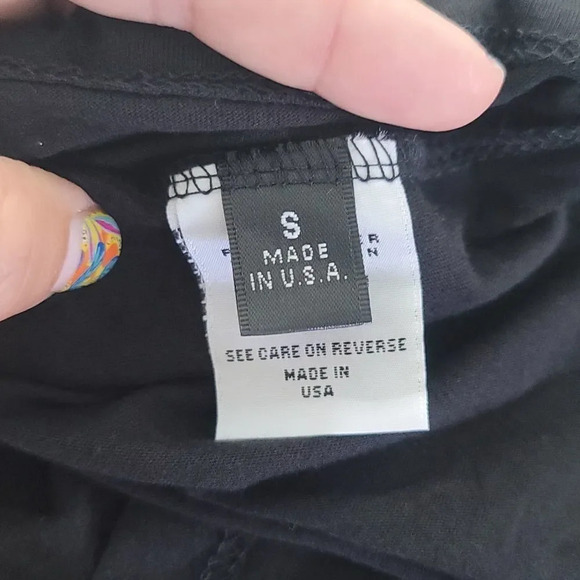 S
MADE
IN U.S.A.
SEE CARE ON REVERSE
MADE IN
USA